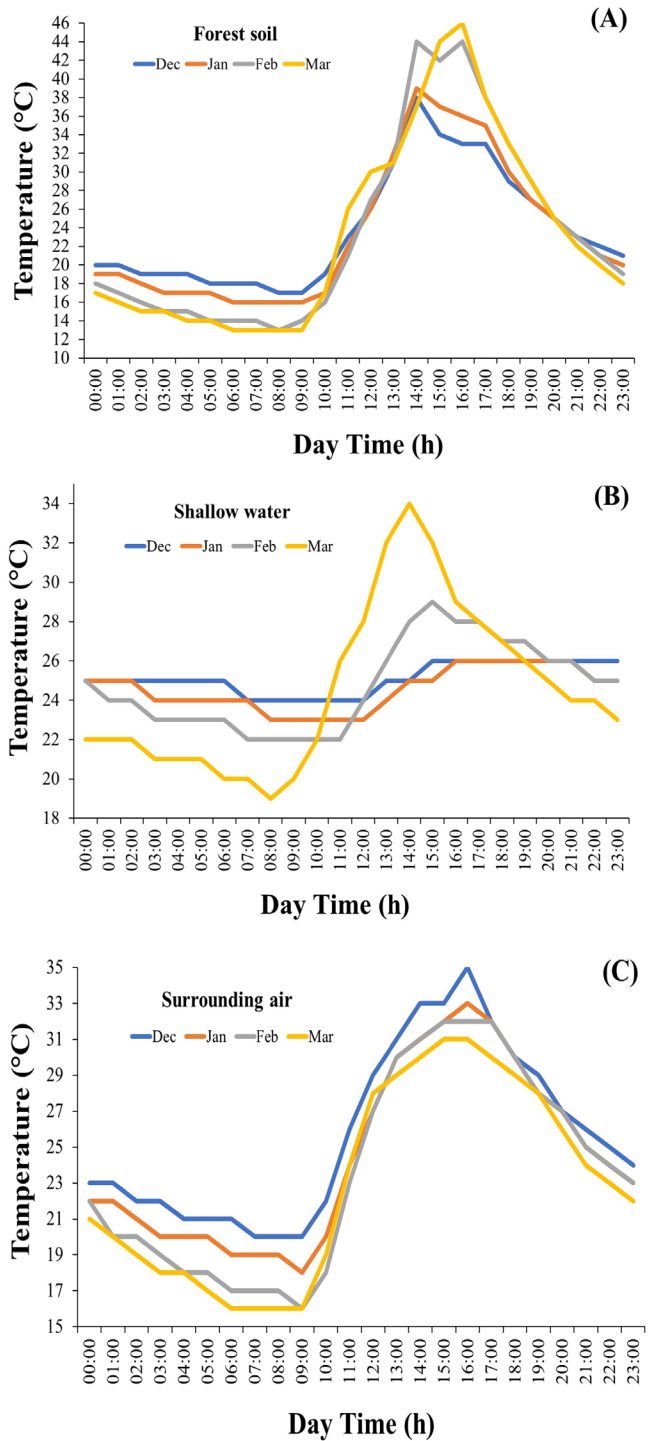 (A)
Forest soil
Dec Jan Feb Mar
Temperature (°C)
46
44
42
40
38
36
34
32
30
28
26
24
22
20
18
16
14
12
10
00:00 01:00 02:00 03:00 04:00 05:00 06:00 07:00 08:00 09:00 10:00 11:00 12:00 13:00 14:00 15:00 16:00 17:00 18:00 19:00 20:00 21:00 22:00 23:00
Day Time (h)
(B)
Shallow water
Dec Jan Feb Mar
Temperature (°C)
34
32
30
28
26
24
22
20
18
00:00 01:00 02:00 03:00 04:00 05:00 06:00 07:00 08:00 09:00 10:00 11:00 12:00 13:00 14:00 15:00 16:00 17:00 18:00 19:00 20:00 21:00 22:00 23:00
Day Time (h)
(C)
Surrounding air
Dec Jan Feb Mar
Temperature (°C)
35
33
31
29
27
25
23
21
19
17
15
00:00 01:00 02:00 03:00 04:00 05:00 06:00 07:00 08:00 09:00 10:00 11:00 12:00 13:00 14:00 15:00 16:00 17:00 18:00 19:00 20:00 21:00 22:00 23:00
Day Time (h)